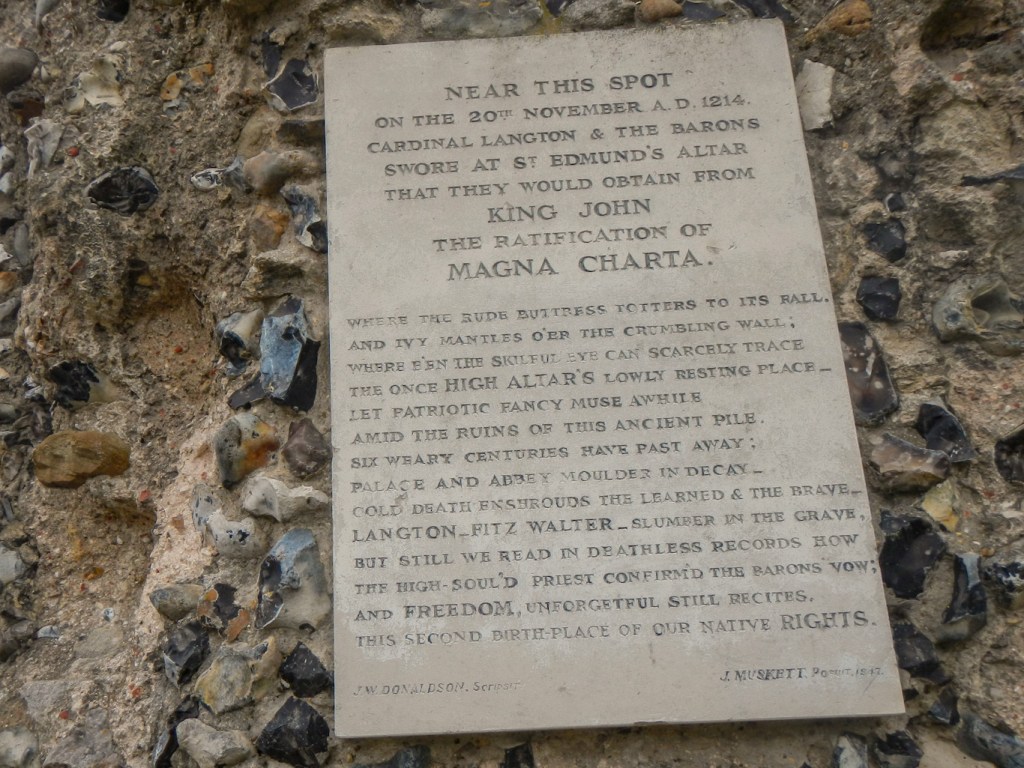 NEAR THIS SPOT
ON THE 20TH NOVEMBER A.D. 1214.
CARDINAL LANGTON & THE BARONS
SWORE AT ST EDMUND'S ALTAR
THAT THEY WOULD OBTAIN FROM
KING JOHN
THE RATIFICATION OF
MAGNA CHARTA.
WHERE THE RUDE BUTTRESS TOTTERS TO ITS FALL,
AND IVY MANTLES O'ER THE CRUMBLING WALL;
WHERE E'EN THE SKILFUL EYE CAN SCARCELY TRACE
THE ONCE HIGH ALTAR'S LOWLY RESTING PLACE_
LET PATRIOTIC FANCY MUSE AWHILE
AMID THE RUINS OF THIS ANCIENT PILE.
SIX WEARY CENTURIES HAVE PAST AWAY;
PALACE AND ABBEY MOULDER IN DECAY_
COLD DEATH ENSHROUDS THE LEARNED & THE BRAVE_
LANGTON_FITZ WALTER_SLUMBER IN THE GRAVE,
BUT STILL WE READ IN DEATHLESS RECORDS HOW
THE HIGH-SOUL'D PRIEST CONFIRM'D THE BARONS' VOW;
AND FREEDOM, UNFORGETFUL STILL RECITES,
THIS SECOND BIRTH-PLACE OF OUR NATIVE RIGHTS.
J.W. DONALDSON. Scripsit
J. MUSKETT.